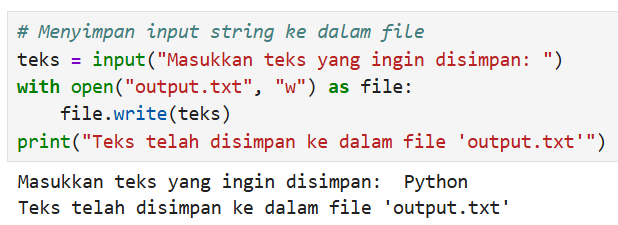 # Menyimpan input string ke dalam file
teks = input("Masukkan teks yang ingin disimpan: ")
with open("output.txt", "w") as file:
    file.write(teks)
print("Teks telah disimpan ke dalam file 'output.txt'")
Masukkan teks yang ingin disimpan:  Python
Teks telah disimpan ke dalam file 'output.txt'